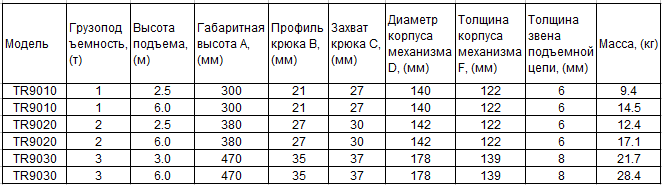 Модель Грузопод ъемность, (т) Высота подъема, (м) Габаритная высота А, (мм) Профиль крюка В, (мм) Захват крюка С, (мм) Диаметр корпуса механизма D, (мм) Толщина корпуса механизма F, (мм) Толщина звена подъемной цепи, (мм) Масса, (кг)
TR9010 1 2.5 300 21 27 140 122 6 9.4
TR9010 1 6.0 300 21 27 140 122 6 14.5
TR9020 2 2.5 380 27 30 142 122 6 12.4
TR9020 2 6.0 380 27 30 142 122 6 17.1
TR9030 3 3.0 470 35 37 178 139 8 21.7
TR9030 3 6.0 470 35 37 178 139 8 28.4